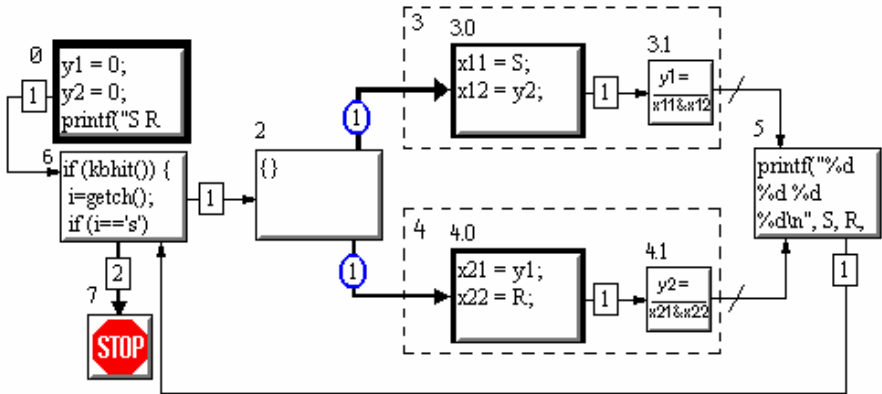 0
y1 = 0;
y2 = 0;
printf("S R
1
6
if (kbhit()) {
i=getch();
if (i=='s')
1
2
7
STOP
2
{}
1
1
3
3.0
x11 = S;
x12 = y2;
1
3.1
y1=
x11&x12
4
4.0
x21 = y1;
x22 = R;
1
4.1
y2=
x21&x22
5
printf("%d
%d %d
%d\n", S, R,
1